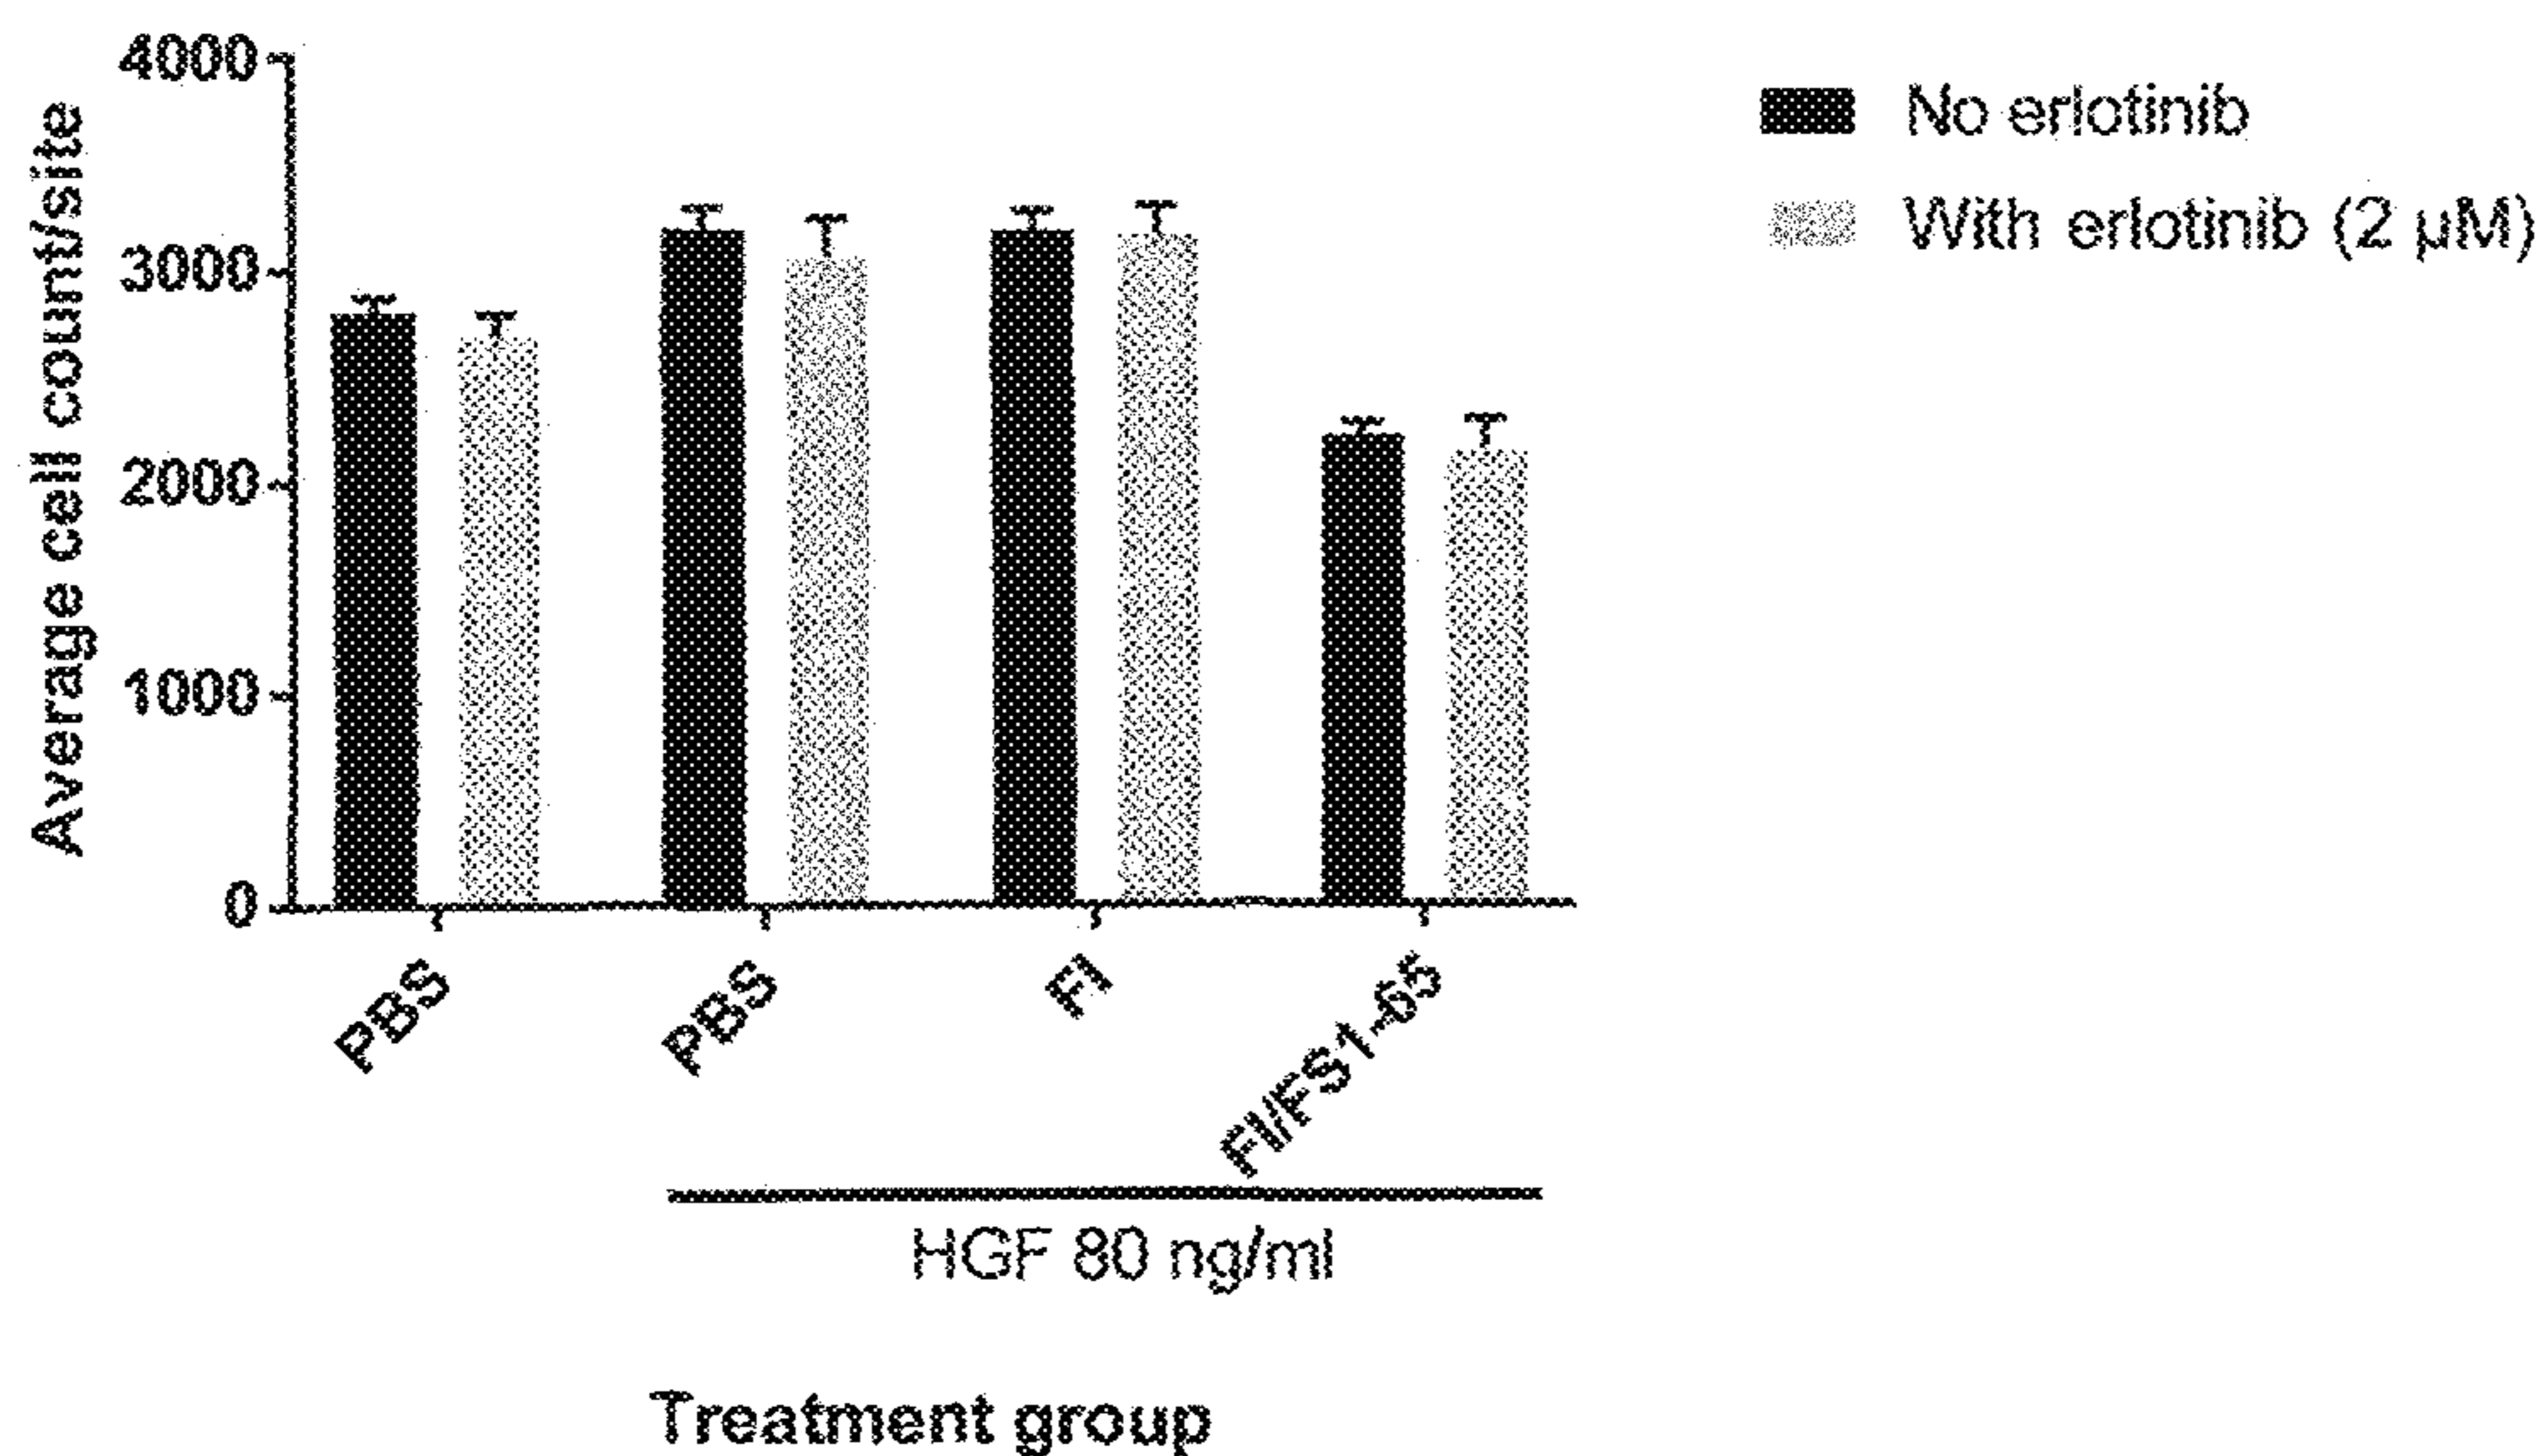 Average cell count/site
4000
3000
2000
1000
0
No erlotinib
With erlotinib (2 µM)
PBS
PBS
FI
FI/FS1-65
HGF 80 ng/ml
Treatment group